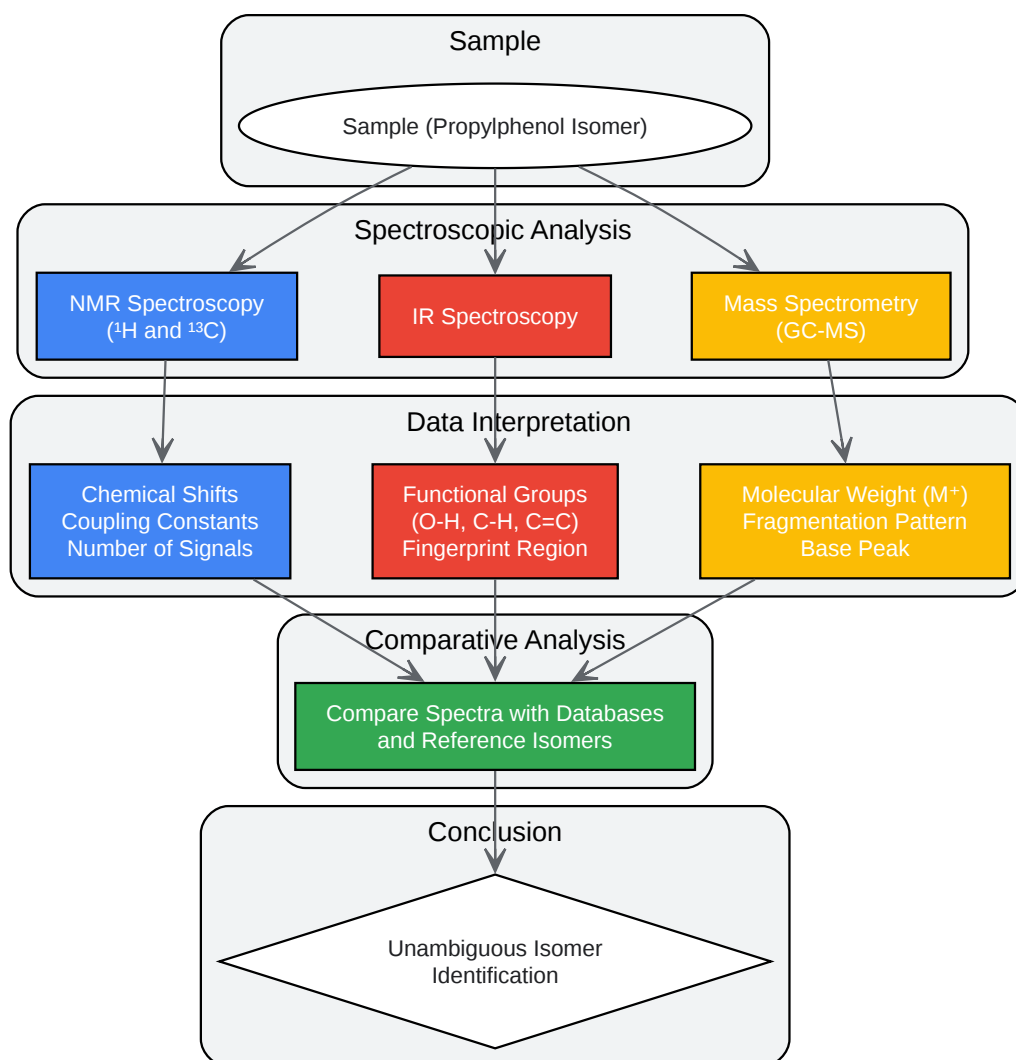 Sample
Sample (Propylphenol Isomer)
Spectroscopic Analysis
NMR Spectroscopy
(¹H and ¹³C)
IR Spectroscopy
Mass Spectrometry
(GC-MS)
Data Interpretation
Chemical Shifts
Coupling Constants
Number of Signals
Functional Groups
(O-H, C-H, C=C)
Fingerprint Region
Molecular Weight (M⁺)
Fragmentation Pattern
Base Peak
Comparative Analysis
Compare Spectra with Databases
and Reference Isomers
Conclusion
Unambiguous Isomer
Identification